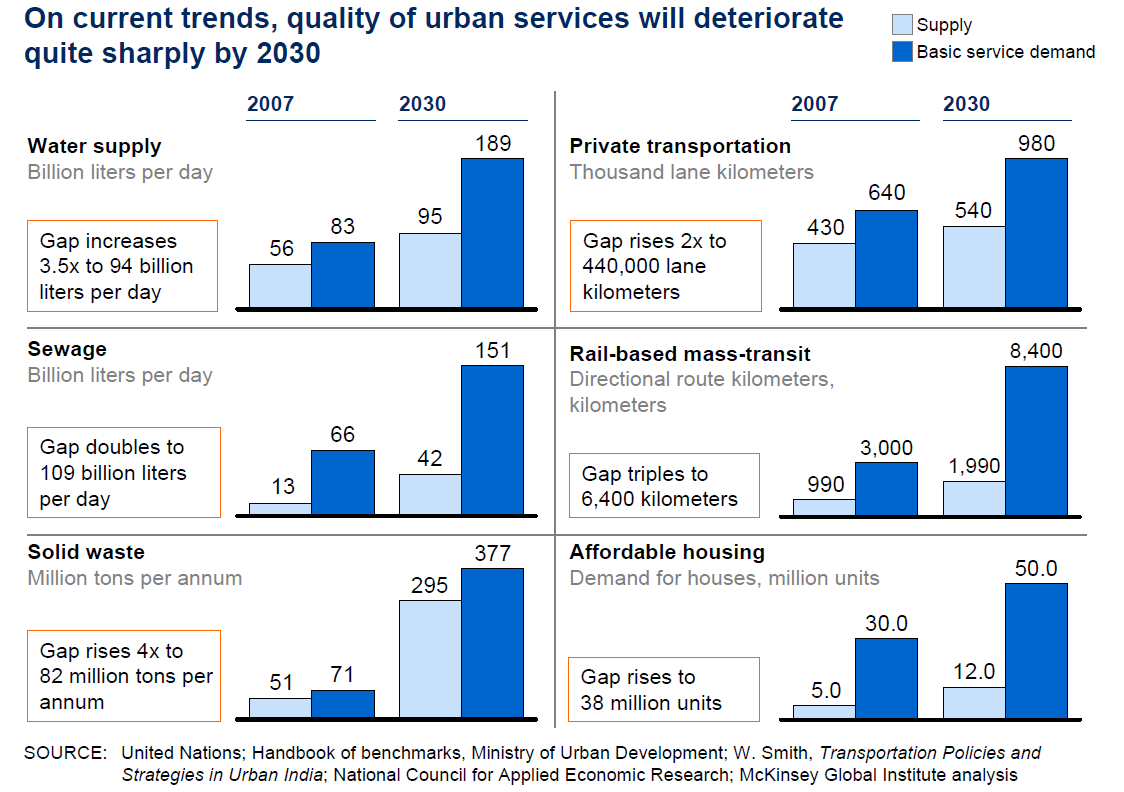 On current trends, quality of urban services will deteriorate
quite sharply by 2030
Supply
Basic service demand
2007
2030
Water supply
Billion liters per day
Gap increases
3.5x to 94 billion
liters per day
56
83
95
189
Sewage
Billion liters per day
Gap doubles to
109 billion liters
per day
13
66
42
151
Solid waste
Million tons per annum
Gap rises 4x to
82 million tons per
annum
51
71
295
377
2007
2030
Private transportation
Thousand lane kilometers
Gap rises 2x to
440,000 lane
kilometers
430
640
540
980
Rail-based mass-transit
Directional route kilometers,
kilometers
Gap triples to
6,400 kilometers
990
3,000
1,990
8,400
Affordable housing
Demand for houses, million units
Gap rises to
38 million units
5.0
30.0
12.0
50.0
SOURCE: United Nations; Handbook of benchmarks, Ministry of Urban Development; W. Smith, Transportation Policies and
Strategies in Urban India; National Council for Applied Economic Research; McKinsey Global Institute analysis